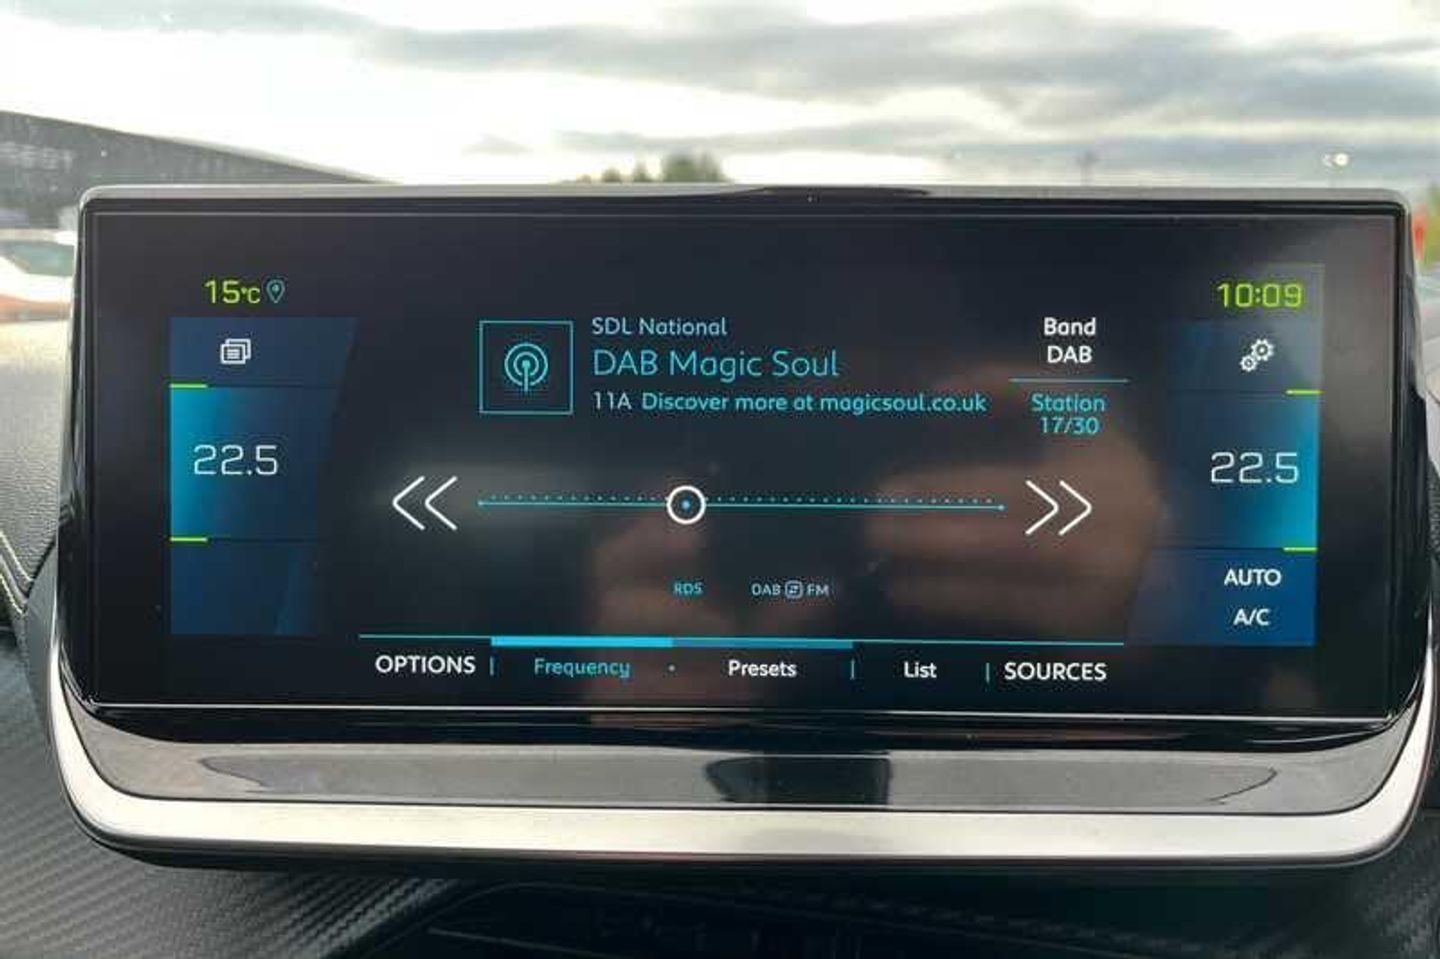 15°C
10:09
SDL National
DAB Magic Soul
11A Discover more at magicsoul.co.uk
Band
DAB
Station
17/30
22.5
22.5
RDS
DAB FM
AUTO
A/C
OPTIONS | Frequency • Presets | List | SOURCES